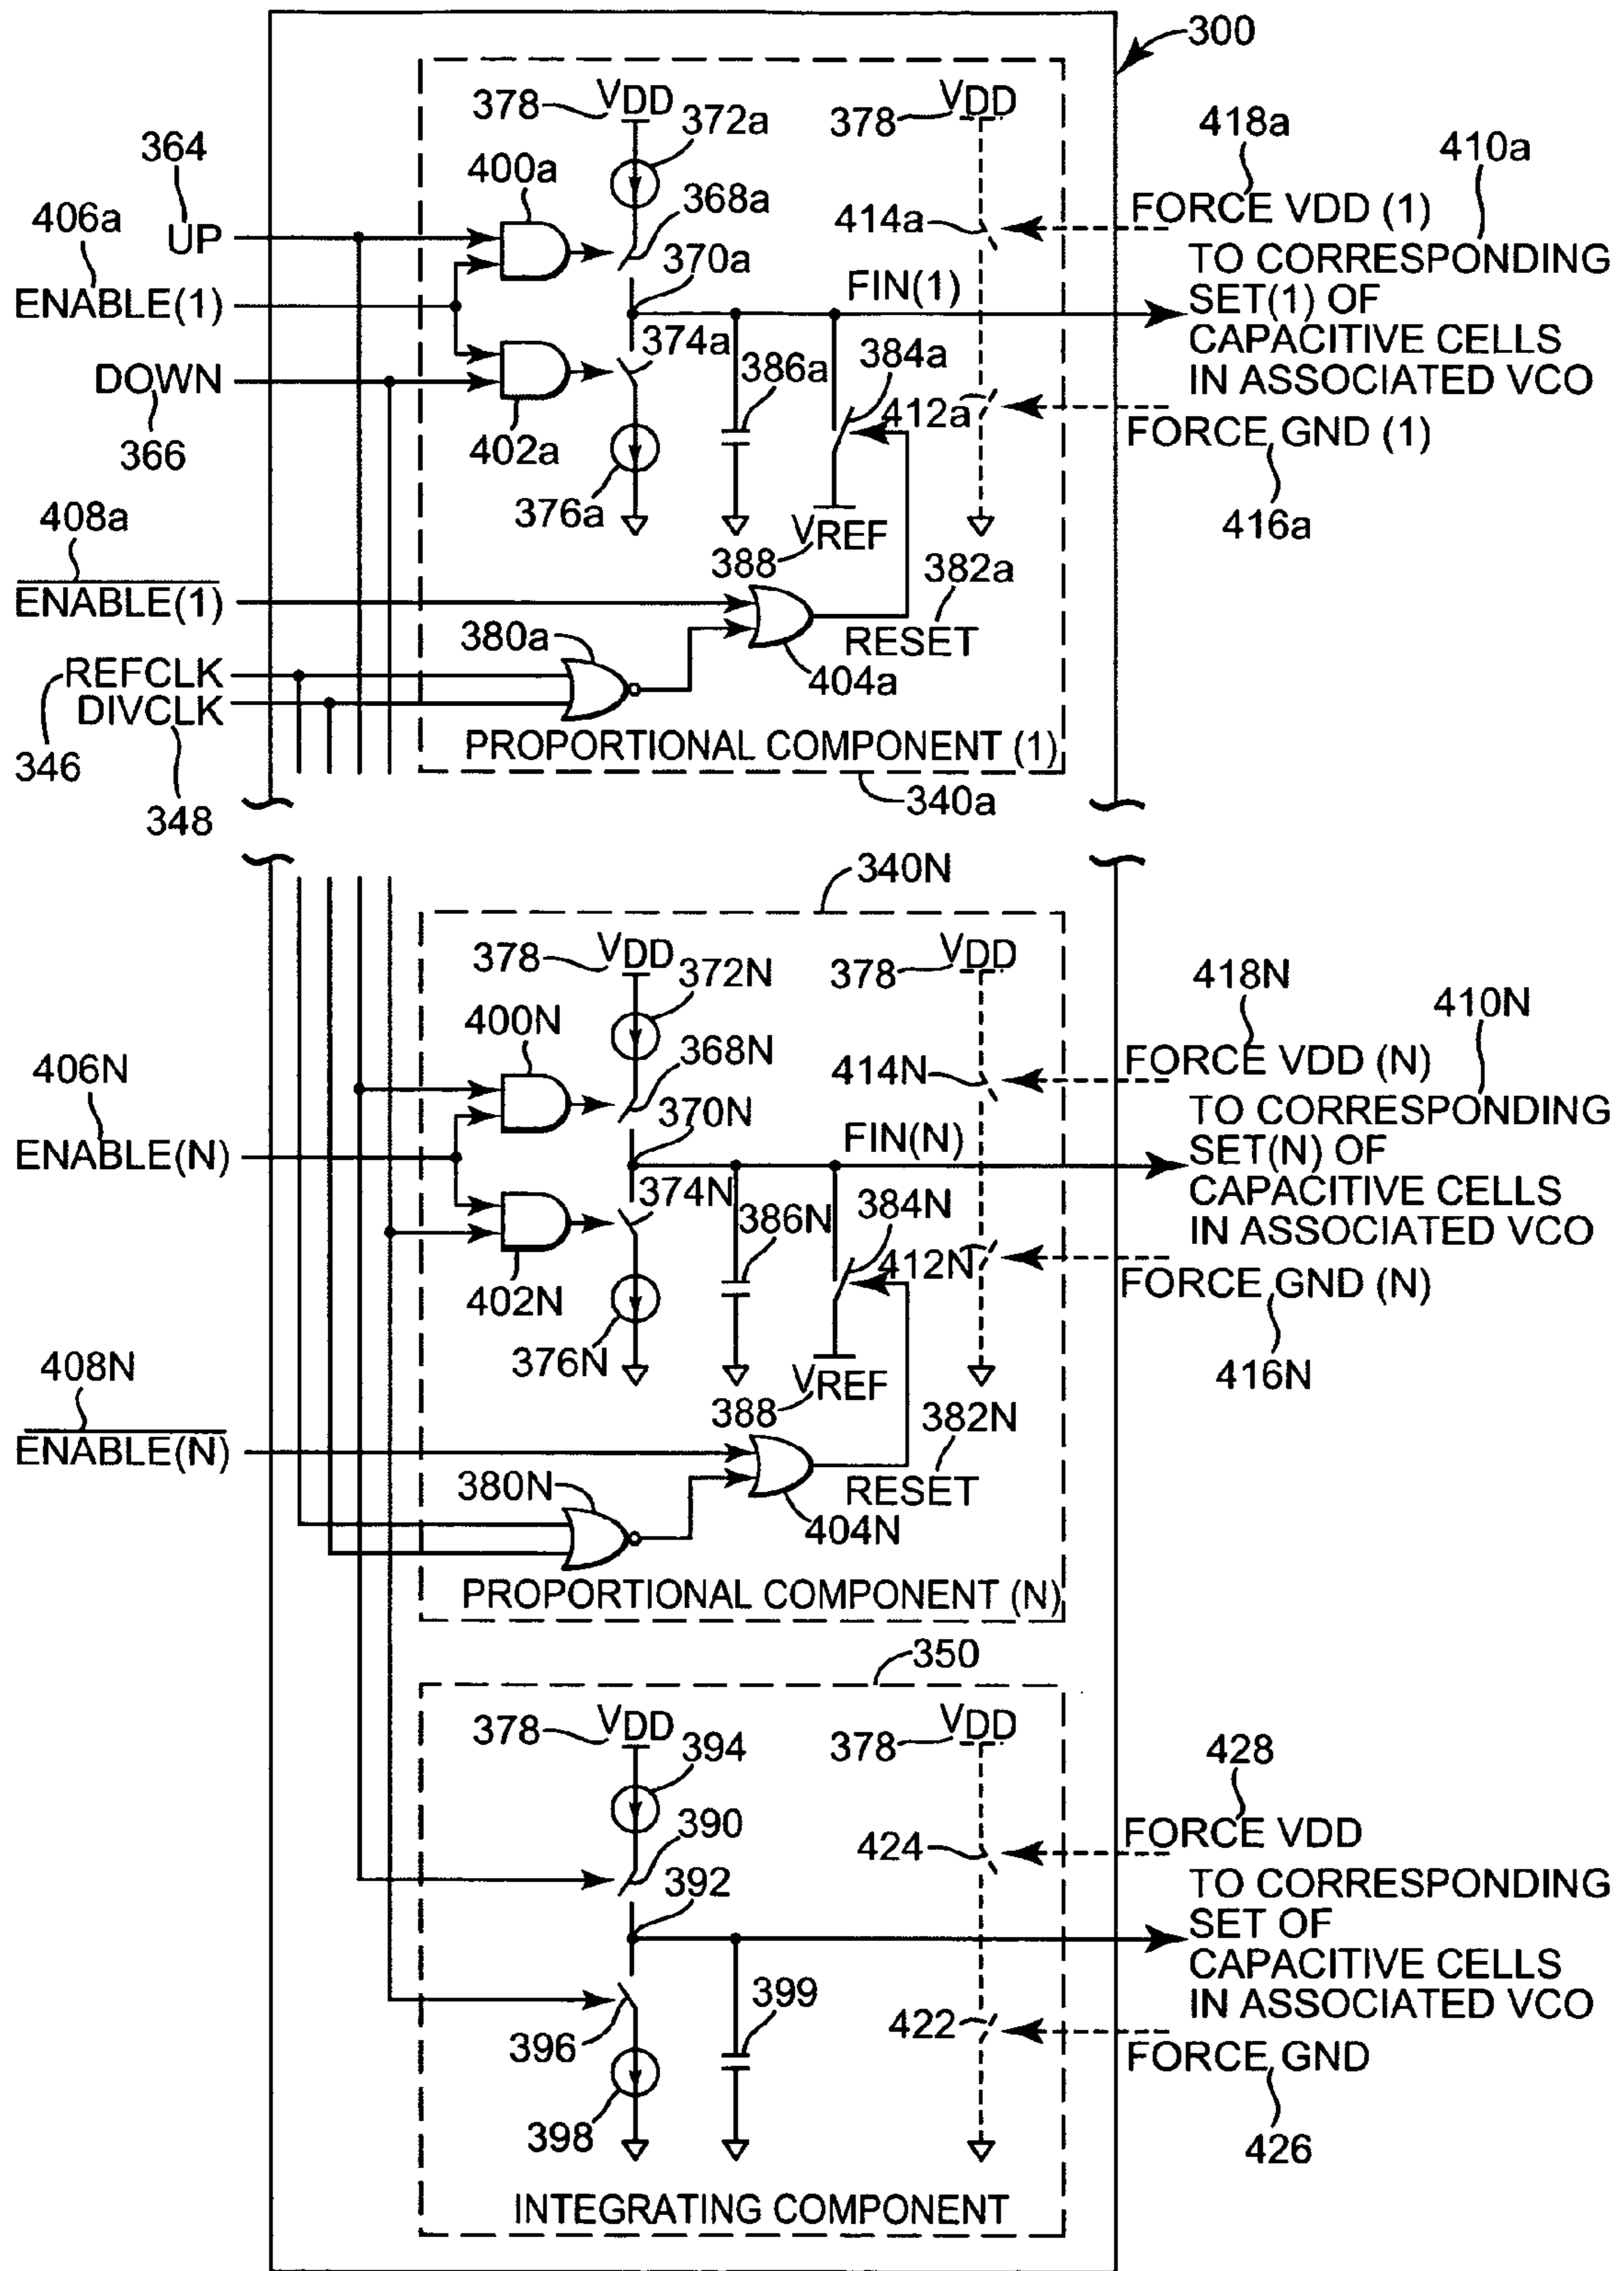 300
378 VDD
372a
378 VDD
418a
410a
364
400a
368a
414a
FORCE VDD (1)
406a
UP
370a
FIN(1)
TO CORRESPONDING
SET(1) OF
CAPACITIVE CELLS
IN ASSOCIATED VCO
ENABLE(1)
374a
384a
386a
412a
DOWN
366
402a
376a
FORCE GND (1)
416a
408a
VREF
388
382a
ENABLE(1)
380a
RESET
404a
REFCLK
DIVCLK
346
348
PROPORTIONAL COMPONENT (1)
340a
340N
378 VDD
372N
378 VDD
418N
410N
400N
368N
414N
FORCE VDD (N)
406N
370N
FIN(N)
TO CORRESPONDING
SET(N) OF
CAPACITIVE CELLS
IN ASSOCIATED VCO
ENABLE(N)
374N
384N
386N
412N
402N
376N
FORCE GND (N)
416N
408N
VREF
388
382N
ENABLE(N)
380N
RESET
404N
PROPORTIONAL COMPONENT (N)
350
378 VDD
394
378 VDD
428
390
424
FORCE VDD
392
TO CORRESPONDING
SET OF
CAPACITIVE CELLS
IN ASSOCIATED VCO
399
422
396
FORCE GND
398
426
INTEGRATING COMPONENT